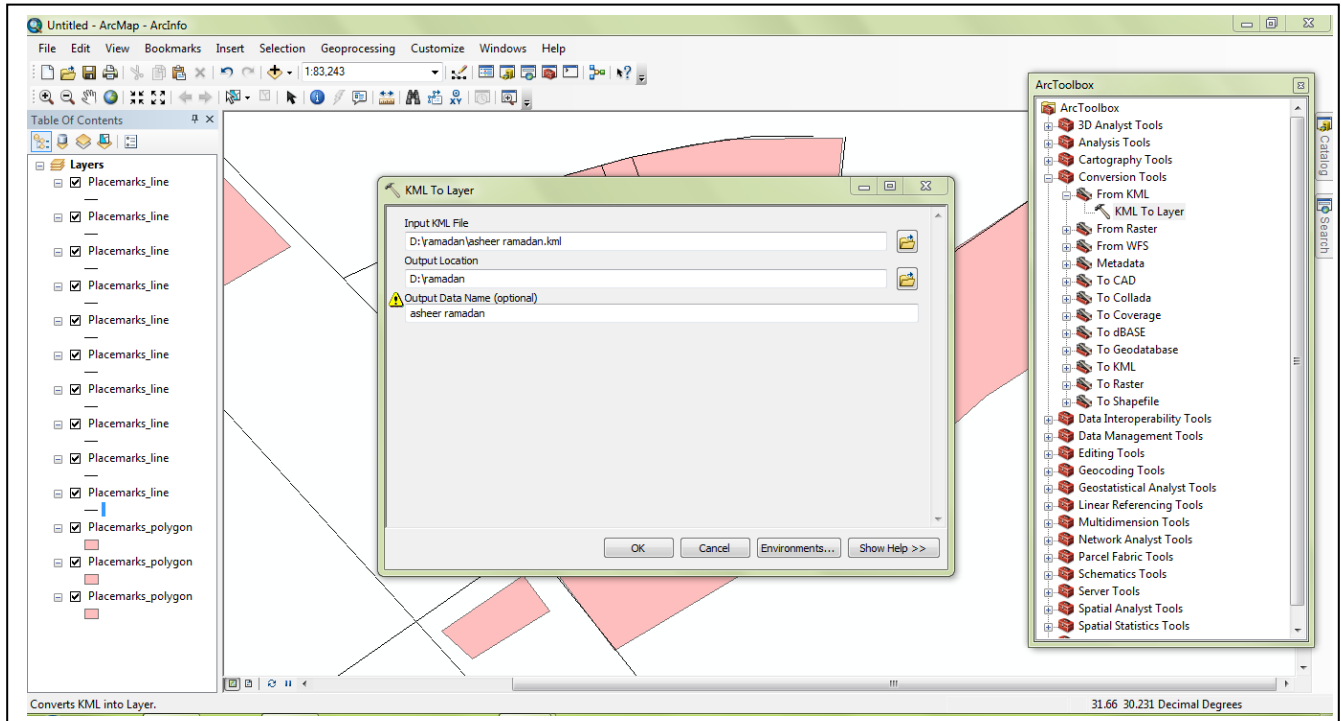 Untitled - ArcMap - ArcInfo
File Edit View Bookmarks Insert Selection Geoprocessing Customize Windows Help
1:83,243
Table Of Contents
Layers
Placemarks_line
Placemarks_line
Placemarks_line
Placemarks_line
Placemarks_line
Placemarks_line
Placemarks_line
Placemarks_line
Placemarks_line
Placemarks_line
Placemarks_polygon
Placemarks_polygon
Placemarks_polygon
KML To Layer
Input KML File
D:\ramadan\asheer ramadan.kml
Output Location
D:\ramadan
Output Data Name (optional)
asheer ramadan
OK Cancel Environments... Show Help >>
ArcToolbox
ArcToolbox
3D Analyst Tools
Analysis Tools
Cartography Tools
Conversion Tools
From KML
KML To Layer
From Raster
From WFS
Metadata
To CAD
To Collada
To Coverage
To dBASE
To Geodatabase
To KML
To Raster
To Shapefile
Data Interoperability Tools
Data Management Tools
Editing Tools
Geocoding Tools
Geostatistical Analyst Tools
Linear Referencing Tools
Multidimension Tools
Network Analyst Tools
Parcel Fabric Tools
Schematics Tools
Server Tools
Spatial Analyst Tools
Spatial Statistics Tools
Catalog
Search
Converts KML into Layer.
31.66 30.231 Decimal Degrees